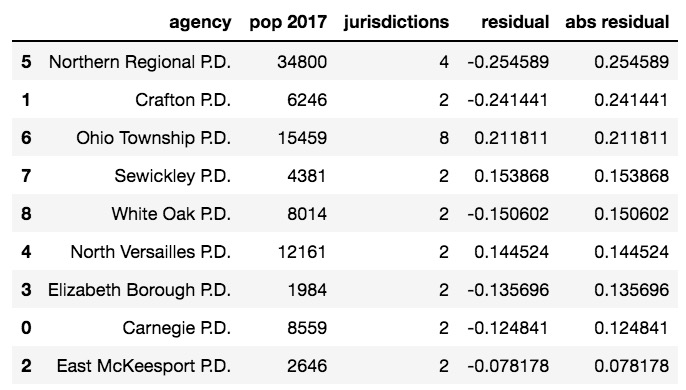 agency pop 2017 jurisdictions residual abs residual
5 Northern Regional P.D. 34800 4 -0.254589 0.254589
1 Crafton P.D. 6246 2 -0.241441 0.241441
6 Ohio Township P.D. 15459 8 0.211811 0.211811
7 Sewickley P.D. 4381 2 0.153868 0.153868
8 White Oak P.D. 8014 2 -0.150602 0.150602
4 North Versailles P.D. 12161 2 0.144524 0.144524
3 Elizabeth Borough P.D. 1984 2 -0.135696 0.135696
0 Carnegie P.D. 8559 2 -0.124841 0.124841
2 East McKeesport P.D. 2646 2 -0.078178 0.078178